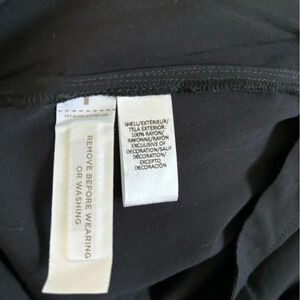 REMOVE BEFORE WEARING
OR WASHING
SHELL/EXTÉRIEUR/
TELA EXTERIOR:
100% RAYON/
RAYONNE/RAYÓN
EXCLUSIVE OF
DECORATION/SAUF
DÉCORATION/
EXCEPTO
DECORACIÓN